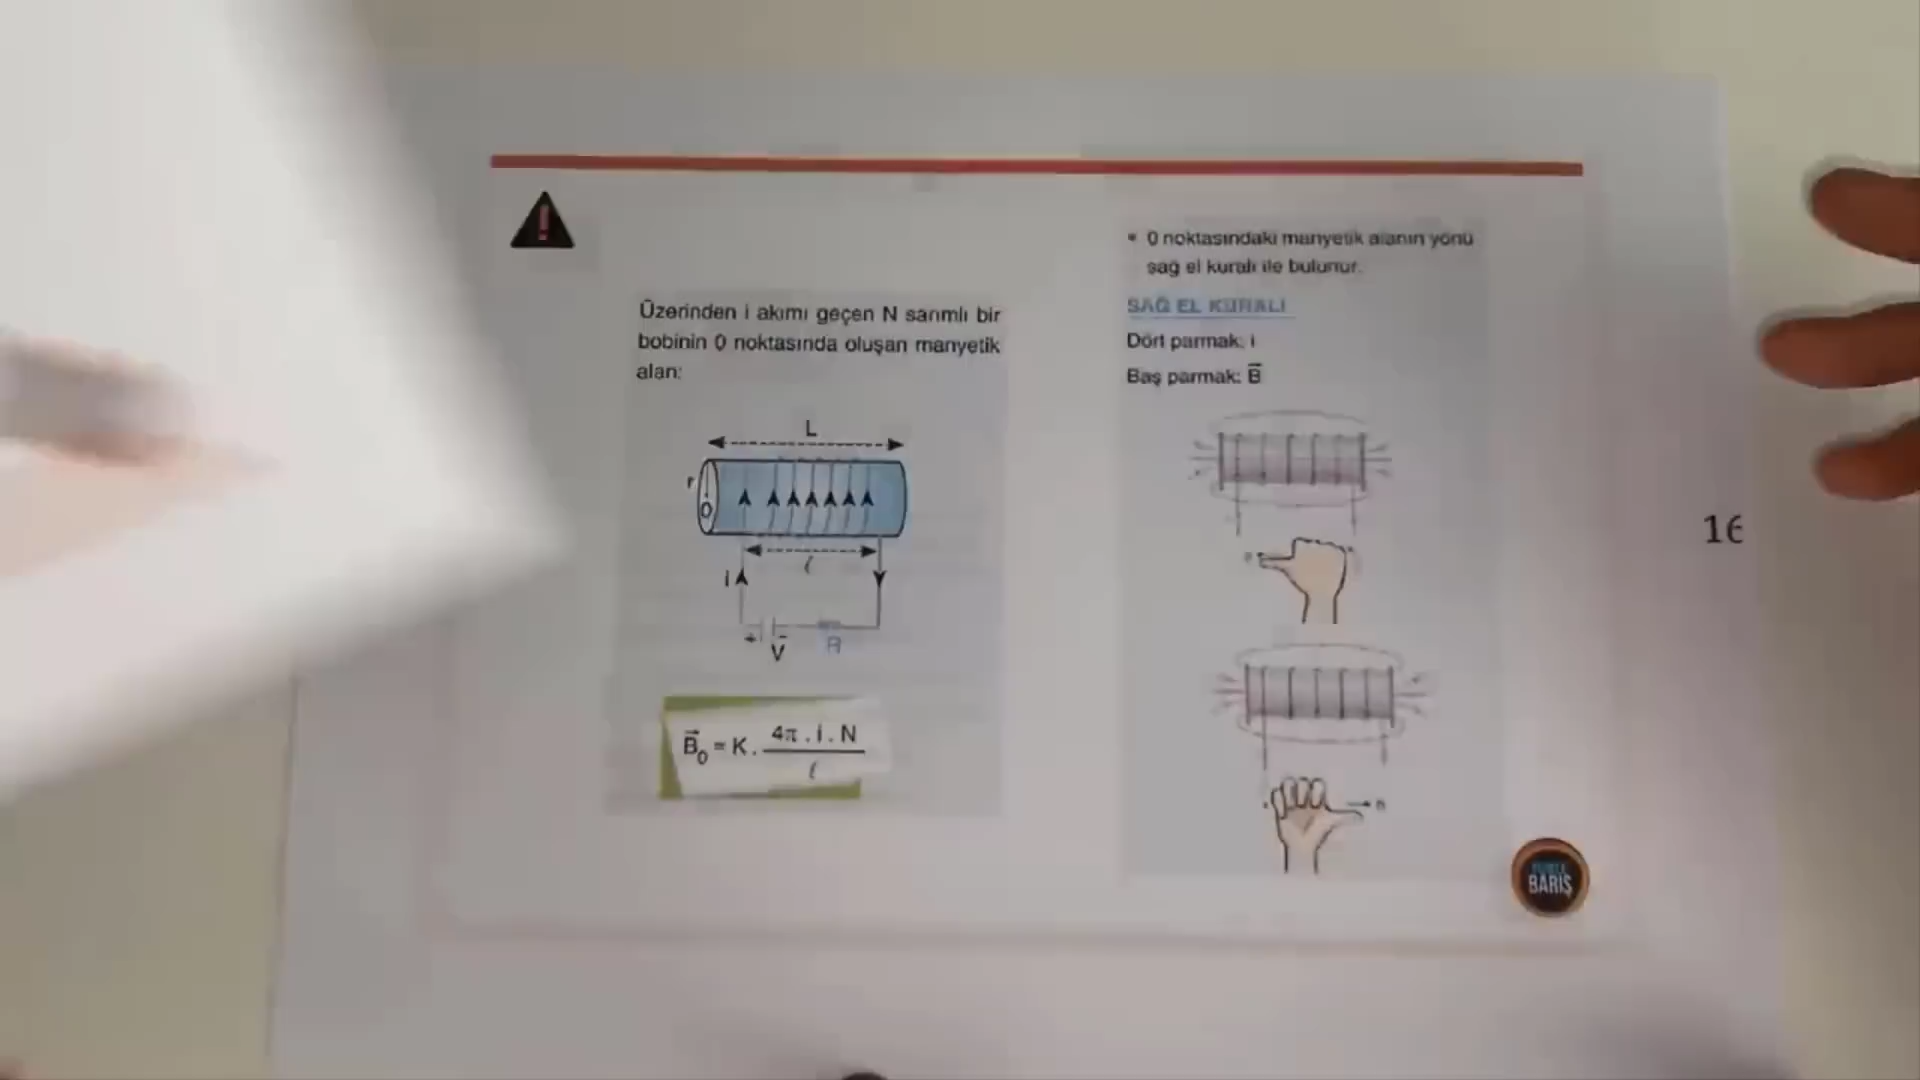 Üzerinden i akımı geçen N sarımlı bir
bobinin 0 noktasında oluşan manyetik
alan:
L
r
O
ℓ
i
+ -
V
R
B⃗₀ = K . 4π . i . N / ℓ
• 0 noktasındaki manyetik alanın yönü
sağ el kuralı ile bulunur.
SAĞ EL KURALI
Dört parmak: i
Baş parmak: B⃗
16
BARIŞ